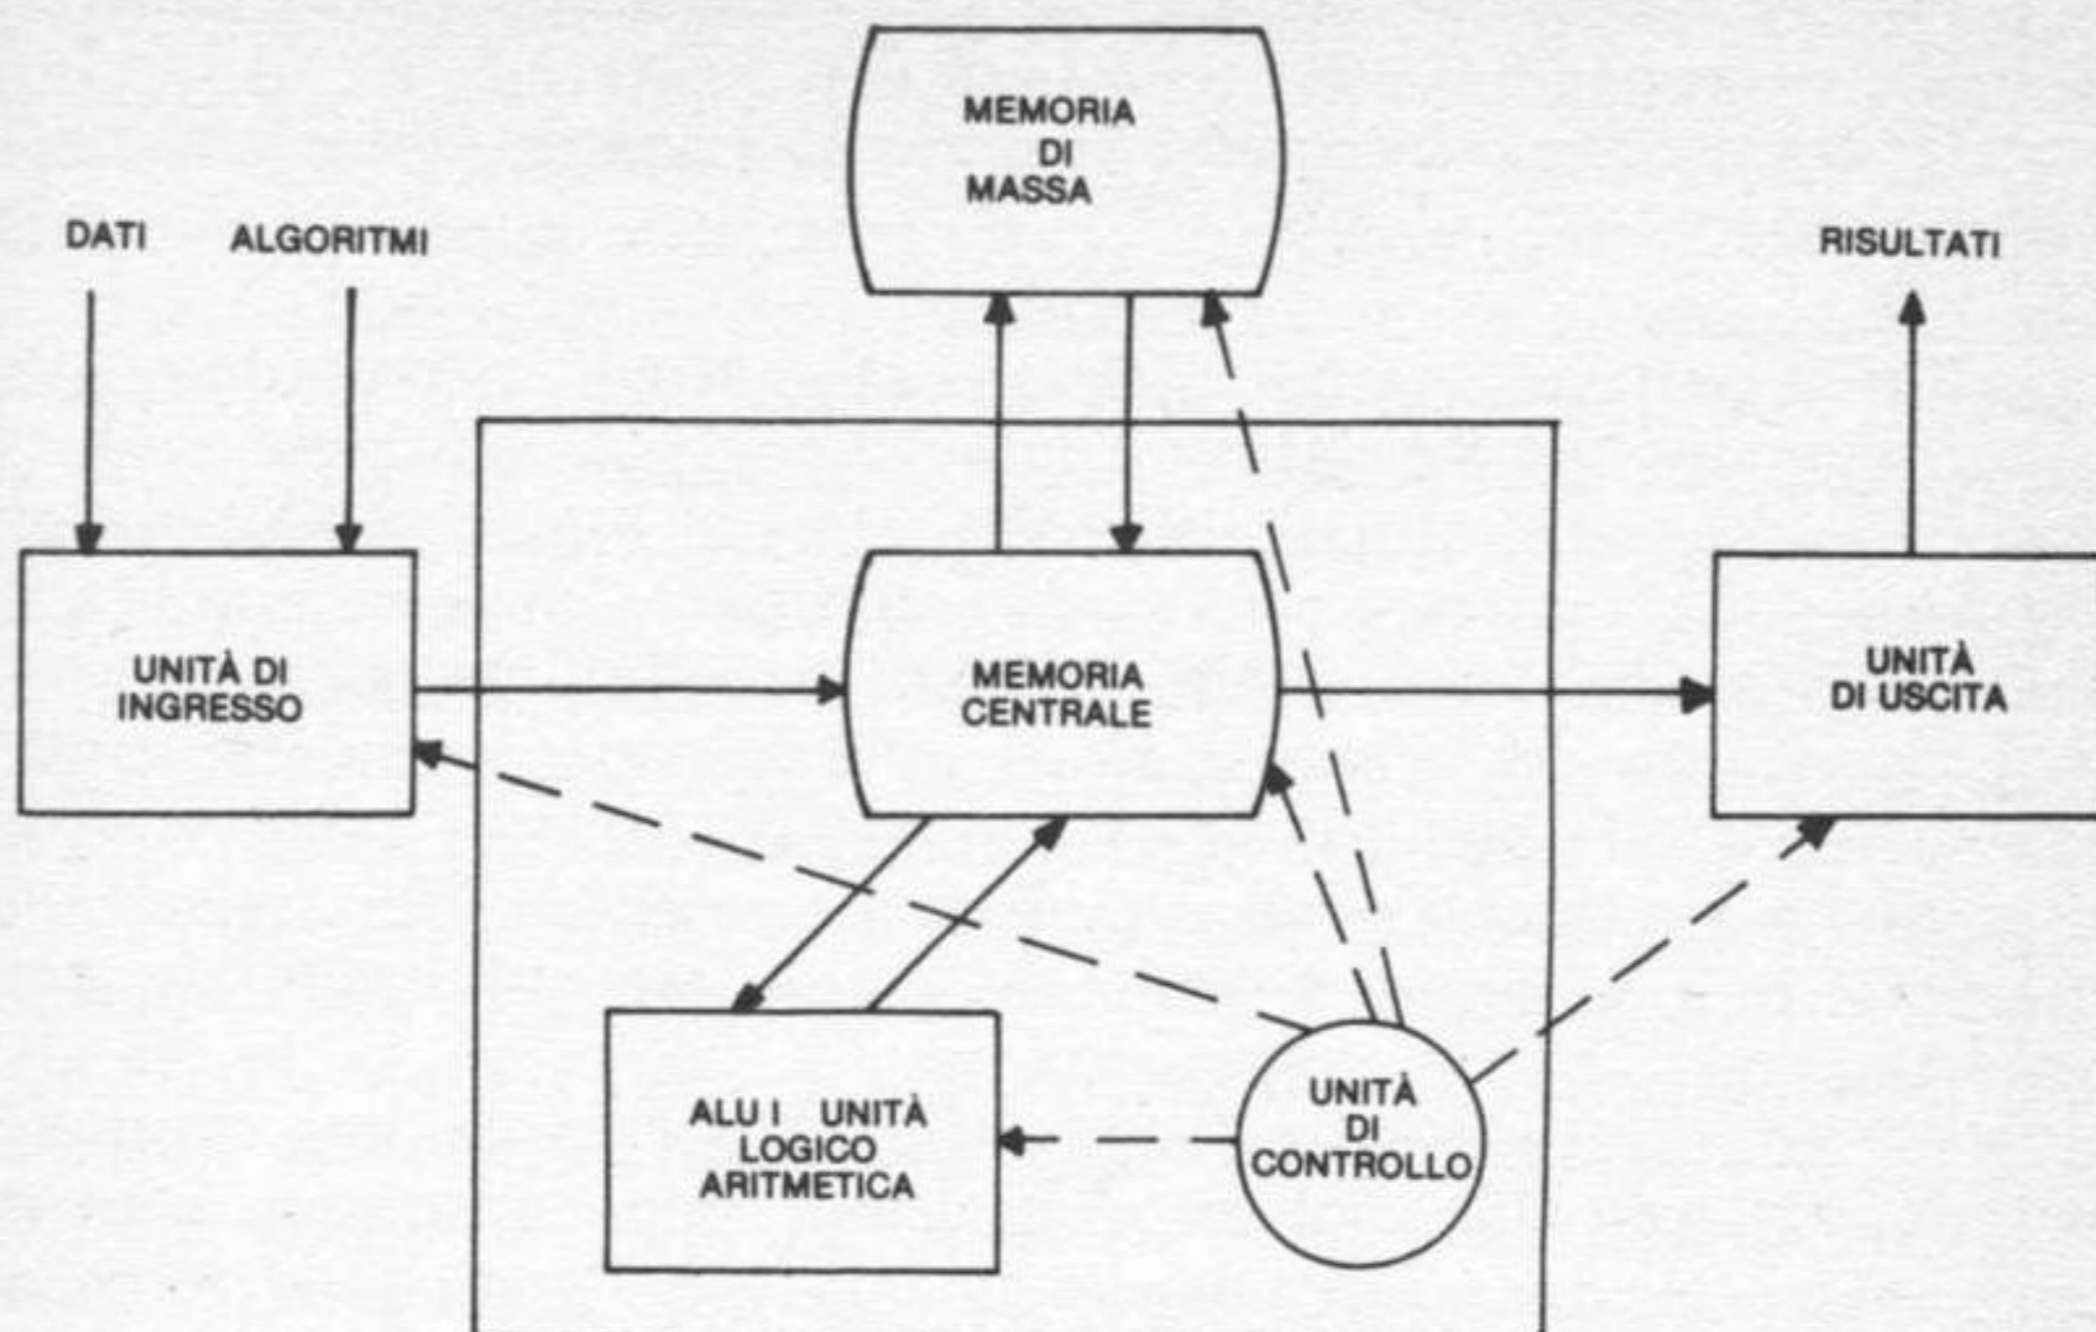 MEMORIA
DI
MASSA
DATI
ALGORITMI
RISULTATI
UNITÀ DI
INGRESSO
MEMORIA
CENTRALE
UNITÀ
DI USCITA
ALU I UNITÀ
LOGICO
ARITMETICA
UNITÀ
DI
CONTROLLO